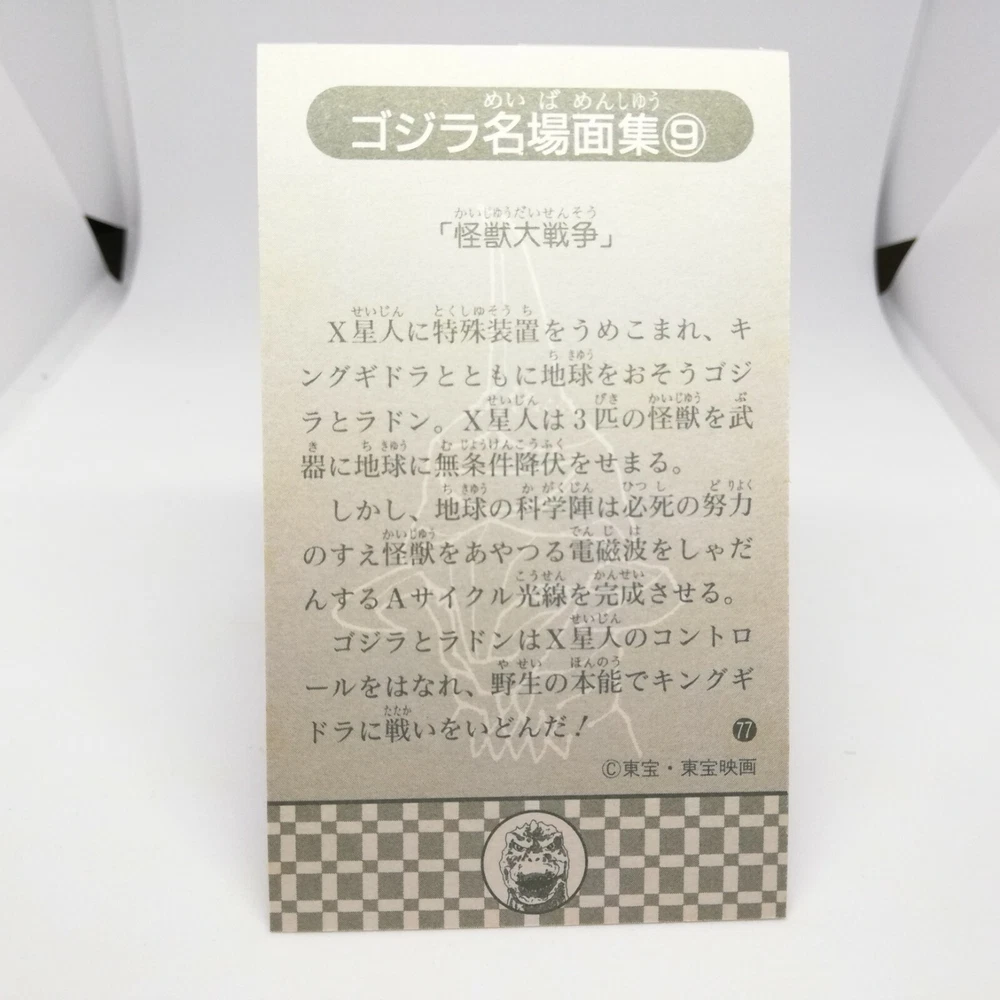 めいばめんしゅう
ゴジラ名場面集⑨
かいじゅうだいせんそう
「怪獣大戦争」
せいじん とくしゅそうち
X星人に特殊装置をうめこまれ、キ
ちきゅう
ングギドラとともに地球をおそうゴジ
せいじん びき かいじゅう ぶ
ラとラドン。X星人は3匹の怪獣を武
き ちきゅう むじょうけんこうふく
器に地球に無条件降伏をせまる。
ちきゅう かがくじん ひっし どりょく
しかし、地球の科学陣は必死の努力
かいじゅう でんじは
のすえ怪獣をあやつる電磁波をしゃだ
こうせん かんせい
んするAサイクル光線を完成させる。
せいじん
ゴジラとラドンはX星人のコントロ
やせい ほんのう
ールをはなれ、野生の本能でキングギ
たたか
ドラに戦いをいどんだ!
77
©東宝・東宝映画